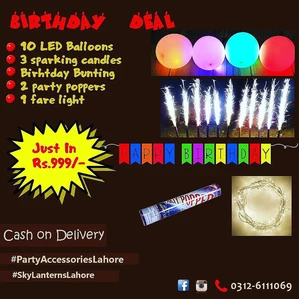 BIRTHDAY DEAL
10 LED Balloons
3 sparking candles
Birhtday Bunting
2 party poppers
1 fare light
Just In
Rs.999/-
HAPPY BIRTHDAY
Cash on Delivery
#PartyAccessoriesLahore
#SkyLanternsLahore
0312-6111069